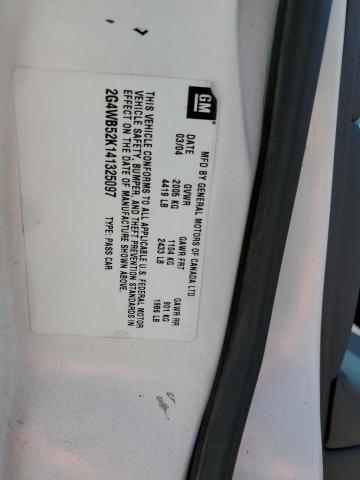 GM
MFD BY GENERAL MOTORS OF CANADA LTD.
DATE GVWR GAWR FRT GAWR RR
03/04 2005 KG 1104 KG 901 KG
4419 LB 2433 LB 1986 LB
THIS VEHICLE CONFORMS TO ALL APPLICABLE U.S. FEDERAL MOTOR
VEHICLE SAFETY, BUMPER, AND THEFT PREVENTION STANDARDS IN
EFFECT ON THE DATE OF MANUFACTURE SHOWN ABOVE.
2G4WB52K141325097 TYPE: PASS CAR